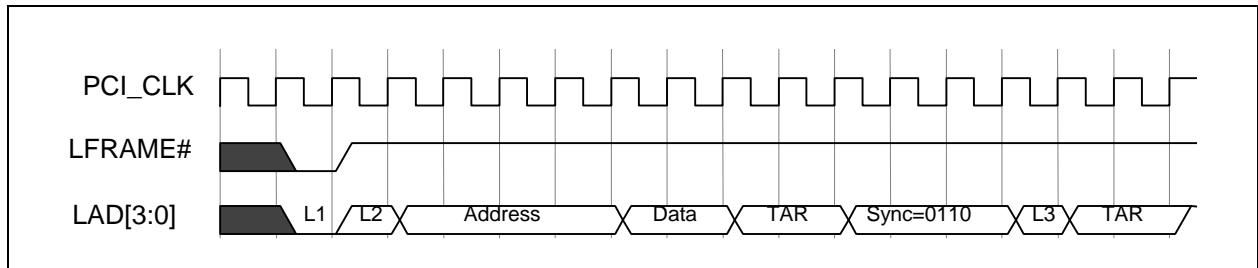 PCI_CLK
LFRAME#
LAD[3:0] L1 L2 Address Data TAR Sync=0110 L3 TAR